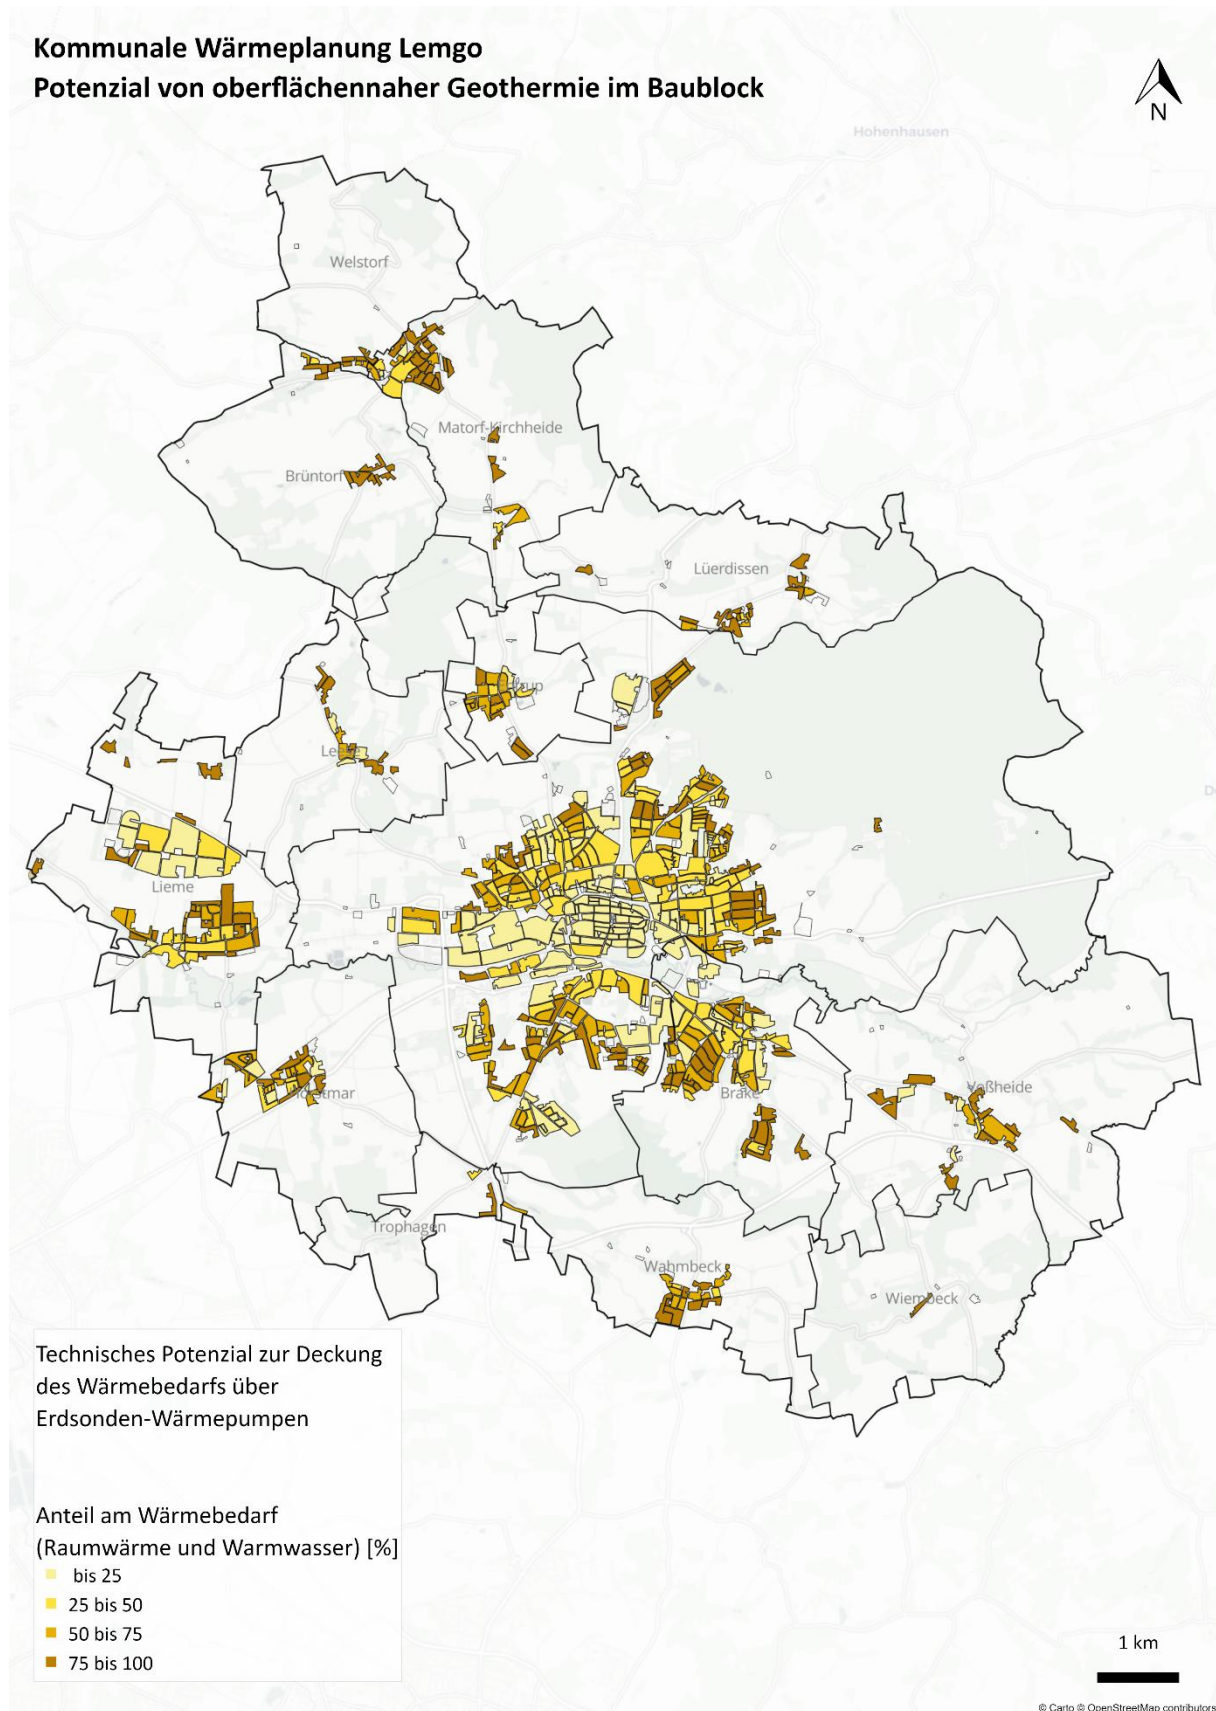 Kommunale Wärmeplanung Lemgo
Potenzial von oberflächennaher Geothermie im Baublock
N
Hohenhausen
Welstorf
Matorf-Kirchheide
Brüntorf
Lüerdissen
Lieme
Brake
Voßheide
Trophagen
Wahmbeck
Wiembeck
Technisches Potenzial zur Deckung
des Wärmebedarfs über
Erdsonden-Wärmepumpen
Anteil am Wärmebedarf
(Raumwärme und Warmwasser) [%]
bis 25
25 bis 50
50 bis 75
75 bis 100
1 km
© Carto © OpenStreetMap contributors